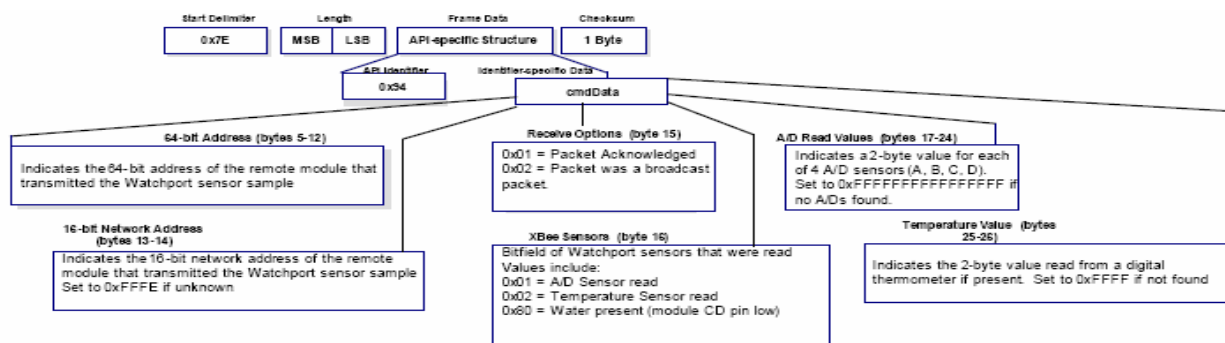 Start Delimiter
Length
Frame Data
Checksum
0x7E
MSB
LSB
API-specific Structure
1 Byte
API Identifier
Identifier-specific Data
0x94
cmdData
64-bit Address (bytes 5-12)
Indicates the 64-bit address of the remote module that
transmitted the Watchport sensor sample
Receive Options (byte 15)
0x01 = Packet Acknowledged
0x02 = Packet was a broadcast
packet.
A/D Read Values (bytes 17-24)
Indicates a 2-byte value for each
of 4 A/D sensors (A, B, C, D).
Set to 0xFFFFFFFFFFFFFFFF if
no A/Ds found.
16-bit Network Address
(bytes 13-14)
Indicates the 16-bit network address of the remote
module that transmitted the Watchport sensor sample
Set to 0xFFFE if unknown
XBee Sensors (byte 16)
Bitfield of Watchport sensors that were read
Values include:
0x01 = A/D Sensor read
0x02 = Temperature Sensor read
0x60 = Water present (module CD pin low)
Temperature Value (bytes
25-26)
Indicates the 2-byte value read from a digital
thermometer if present. Set to 0xFFFF if not found